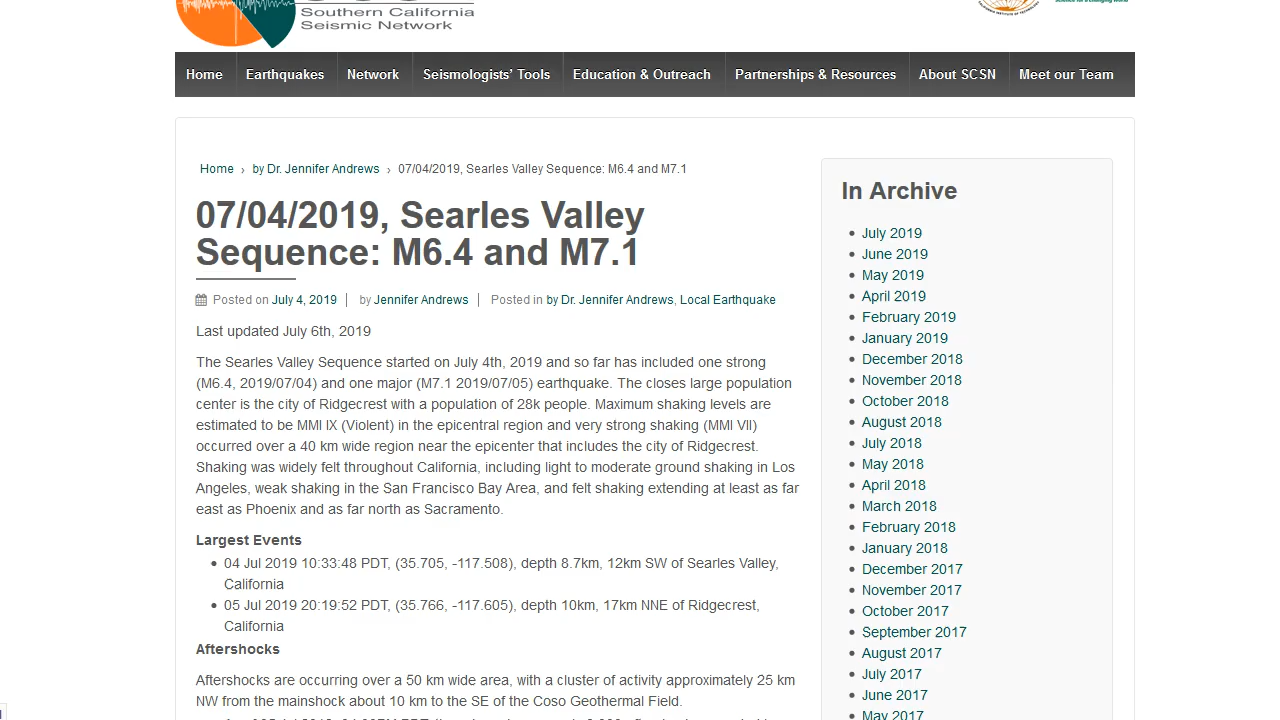 Southern California
Seismic Network
Home Earthquakes Network Seismologists' Tools Education & Outreach Partnerships & Resources About SCSN Meet our Team
Home › by Dr. Jennifer Andrews › 07/04/2019, Searles Valley Sequence: M6.4 and M7.1
07/04/2019, Searles Valley
Sequence: M6.4 and M7.1
Posted on July 4, 2019 | by Jennifer Andrews | Posted in by Dr. Jennifer Andrews, Local Earthquake
Last updated July 6th, 2019
The Searles Valley Sequence started on July 4th, 2019 and so far has included one strong
(M6.4, 2019/07/04) and one major (M7.1 2019/07/05) earthquake. The closes large population
center is the city of Ridgecrest with a population of 28k people. Maximum shaking levels are
estimated to be MMI IX (Violent) in the epicentral region and very strong shaking (MMI VII)
occurred over a 40 km wide region near the epicenter that includes the city of Ridgecrest.
Shaking was widely felt throughout California, including light to moderate ground shaking in Los
Angeles, weak shaking in the San Francisco Bay Area, and felt shaking extending at least as far
east as Phoenix and as far north as Sacramento.
Largest Events
• 04 Jul 2019 10:33:48 PDT, (35.705, -117.508), depth 8.7km, 12km SW of Searles Valley,
California
• 05 Jul 2019 20:19:52 PDT, (35.766, -117.605), depth 10km, 17km NNE of Ridgecrest,
California
Aftershocks
Aftershocks are occurring over a 50 km wide area, with a cluster of activity approximately 25 km
NW from the mainshock about 10 km to the SE of the Coso Geothermal Field.
In Archive
• July 2019
• June 2019
• May 2019
• April 2019
• February 2019
• January 2019
• December 2018
• November 2018
• October 2018
• August 2018
• July 2018
• May 2018
• April 2018
• March 2018
• February 2018
• January 2018
• December 2017
• November 2017
• October 2017
• September 2017
• August 2017
• July 2017
• June 2017
• May 2017